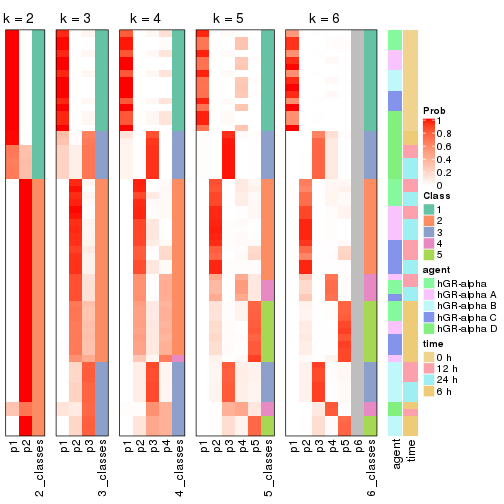 k = 2
k = 3
k = 4
k = 5
k = 6
p1
p2
2_classes
p1
p2
p3
3_classes
p1
p2
p3
p4
4_classes
p1
p2
p3
p4
p5
5_classes
p1
p2
p3
p4
p5
p6
6_classes
agent
time
Prob
1
0.8
0.6
0.4
0.2
0
Class
1
2
3
4
5
agent
hGR-alpha
hGR-alpha A
hGR-alpha B
hGR-alpha C
hGR-alpha D
time
0 h
12 h
24 h
6 h